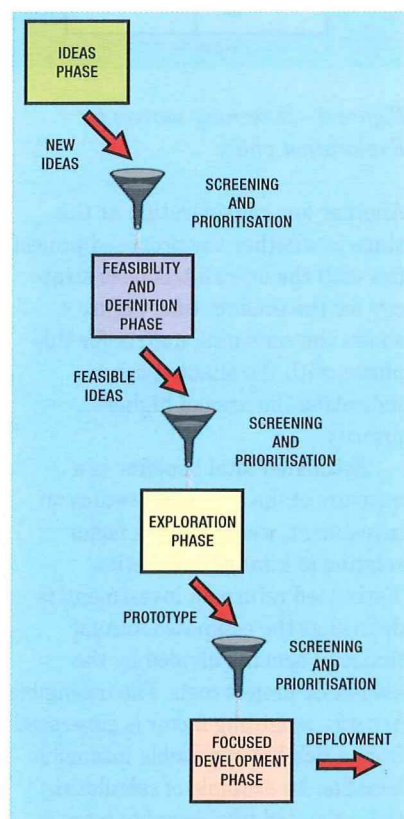 IDEAS
PHASE
NEW
IDEAS
SCREENING
AND
PRIORITISATION
FEASIBILITY
AND
DEFINITION
PHASE
FEASIBLE
IDEAS
SCREENING
AND
PRIORITISATION
EXPLORATION
PHASE
PROTOTYPE
SCREENING
AND
PRIORITISATION
FOCUSED
DEVELOPMENT
PHASE
DEPLOYMENT